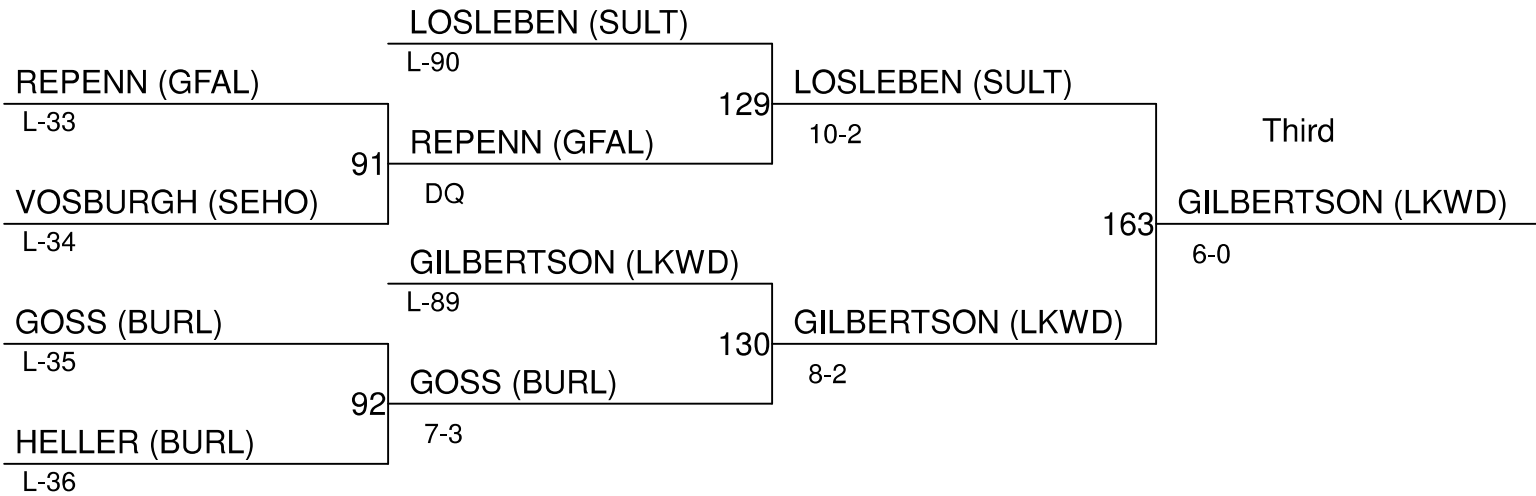 LOSLEBEN (SULT)
L-90
REPENN (GFAL)
L-33
129
LOSLEBEN (SULT)
10-2
Third
91
REPENN (GFAL)
DQ
VOSBURGH (SEHO)
L-34
163
GILBERTSON (LKWD)
6-0
GILBERTSON (LKWD)
L-89
GOSS (BURL)
L-35
130
GILBERTSON (LKWD)
8-2
92
GOSS (BURL)
7-3
HELLER (BURL)
L-36